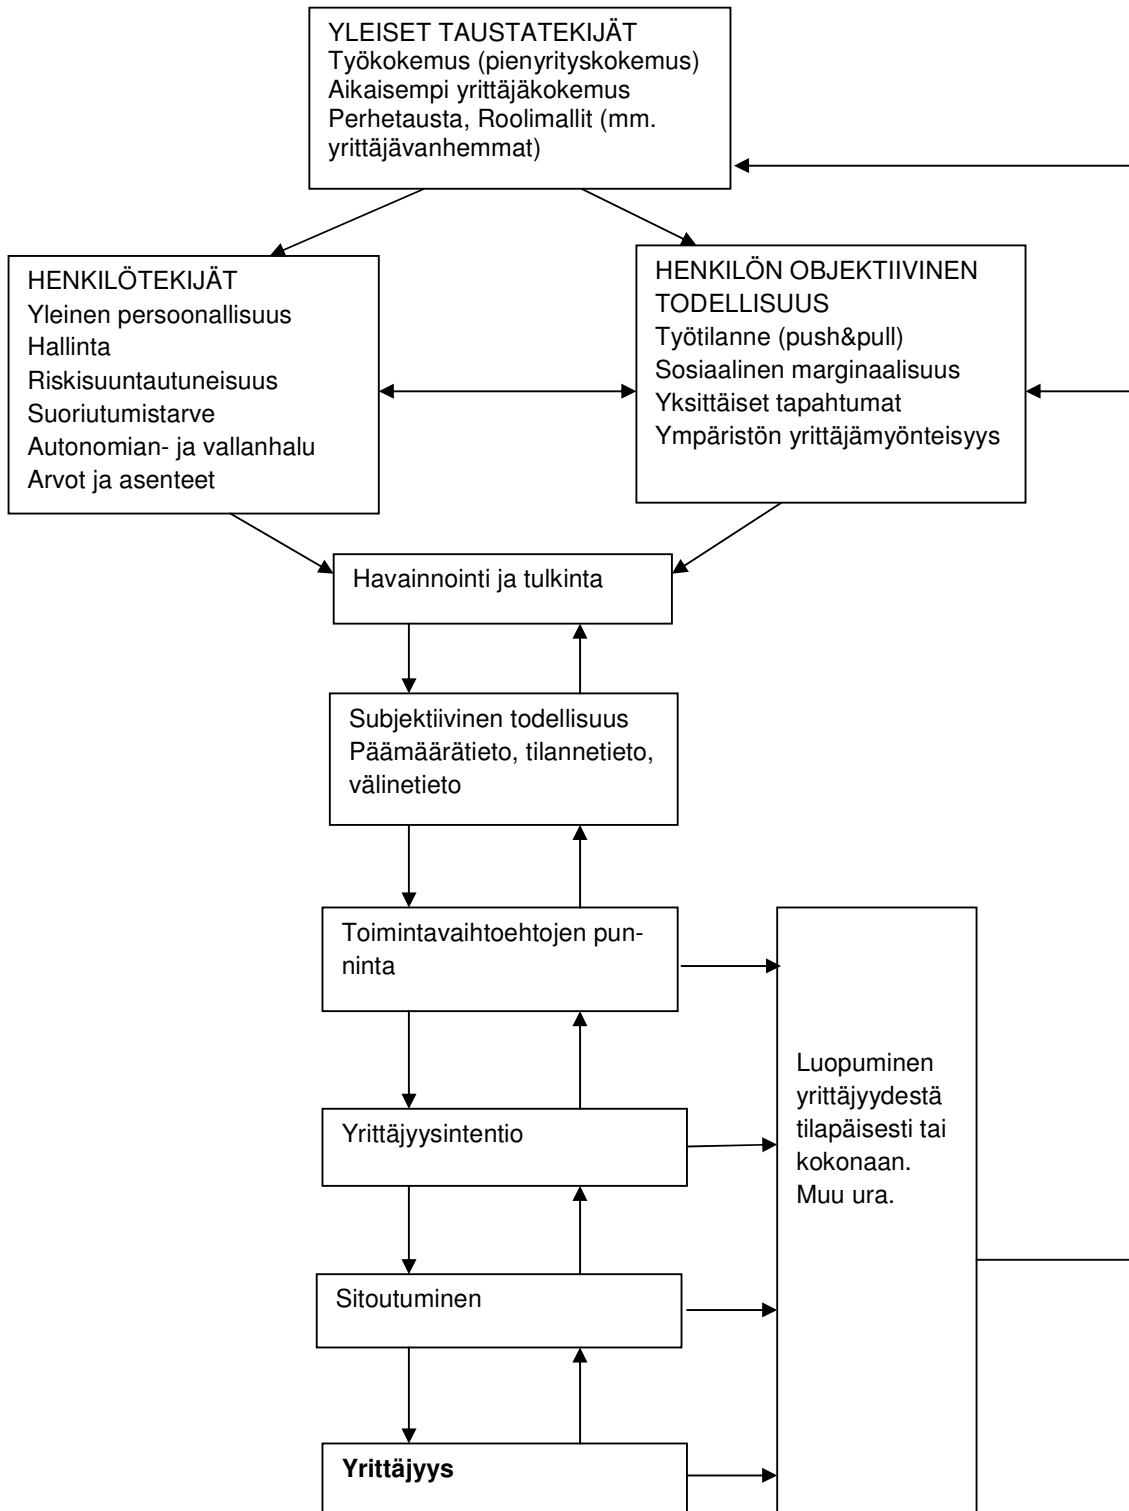 YLEISET TAUSTATEKIJÄT
Työkokemus (pienyrityskokemus)
Aikaisempi yrittäjäkokemus
Perhetausta, Roolimallit (mm.
yrittäjävanhemmat)
HENKILÖTEKIJÄT
Yleinen persoonallisuus
Hallinta
Riskisuuntautuneisuus
Suoriutumistarve
Autonomian- ja vallanhalu
Arvot ja asenteet
HENKILÖN OBJEKTIIVINEN
TODELLISUUS
Työtilanne (push&pull)
Sosiaalinen marginaalisuus
Yksittäiset tapahtumat
Ympäristön yrittäjämyönteisyys
Havainnointi ja tulkinta
Subjektiivinen todellisuus
Päämäärätieto, tilannetieto,
välinetieto
Toimintavaihtoehtojen pun-
ninta
Luopuminen
yrittäjyydestä
tilapäisesti tai
kokonaan.
Muu ura.
Yrittäjyysintentio
Sitoutuminen
Yrittäjyys